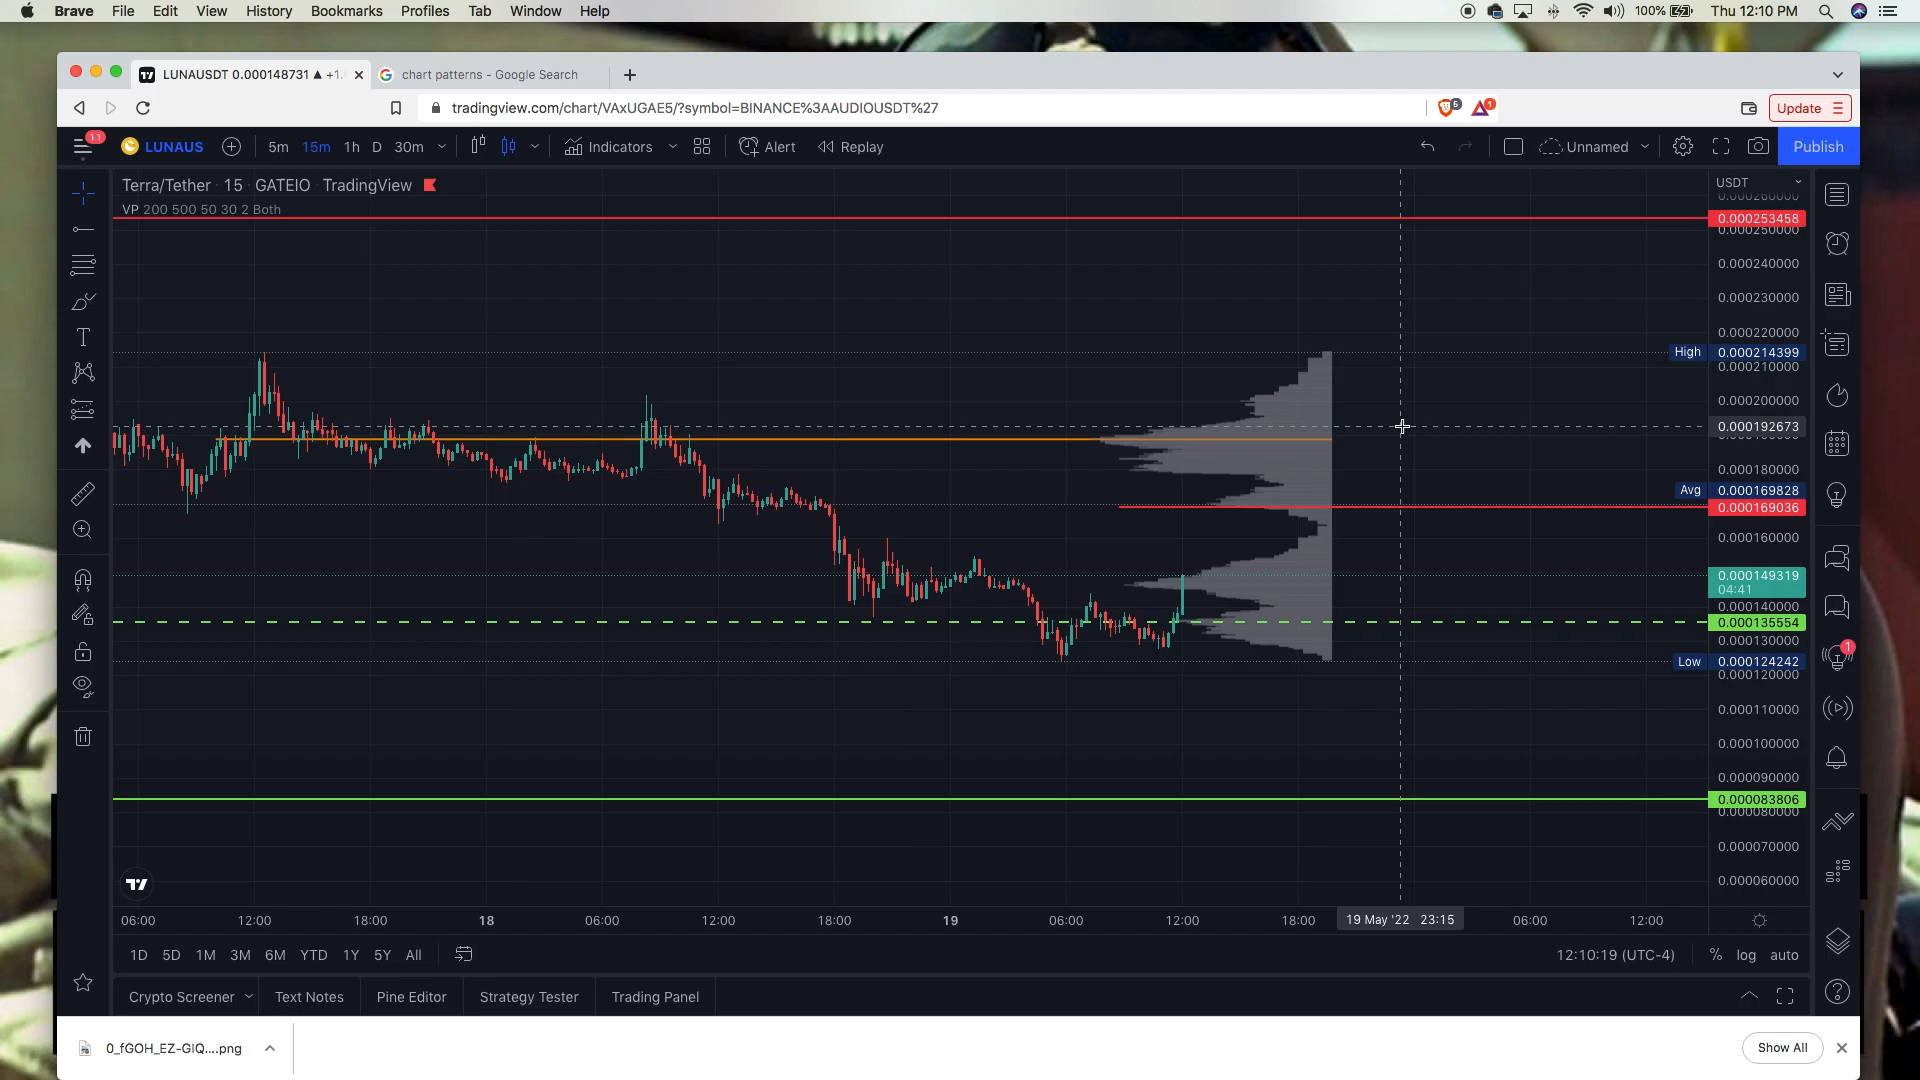 Brave File Edit View History Bookmarks Profiles Tab Window Help
100% Thu 12:10 PM
LUNAUSDT 0.000148731 ▲ +1.
chart patterns - Google Search
tradingview.com/chart/VAxUGAE5/?symbol=BINANCE%3AAUDIOUSDT%27
5 1
Update
11
LUNAUS 5m 15m 1h D 30m Indicators Alert Replay Unnamed Publish
Terra/Tether · 15 · GATEIO · TradingView
USDT
VP 200 500 50 30 2 Both
0.000253458
0.000250000
0.000240000
0.000230000
0.000220000
High 0.000214399
0.000210000
0.000200000
0.000192673
0.000180000
Avg 0.000169828
0.000169036
0.000160000
0.000149319
04:41
0.000140000
0.000135554
0.000130000
1
Low 0.000124242
0.000120000
0.000110000
0.000100000
0.000090000
0.000083806
0.000080000
0.000070000
0.000060000
06:00 12:00 18:00 18 06:00 12:00 18:00 19 06:00 12:00 18:00 19 May '22 23:15 06:00 12:00
1D 5D 1M 3M 6M YTD 1Y 5Y All
12:10:19 (UTC-4) % log auto
Crypto Screener Text Notes Pine Editor Strategy Tester Trading Panel
0_fGOH_EZ-GIQ....png
Show All